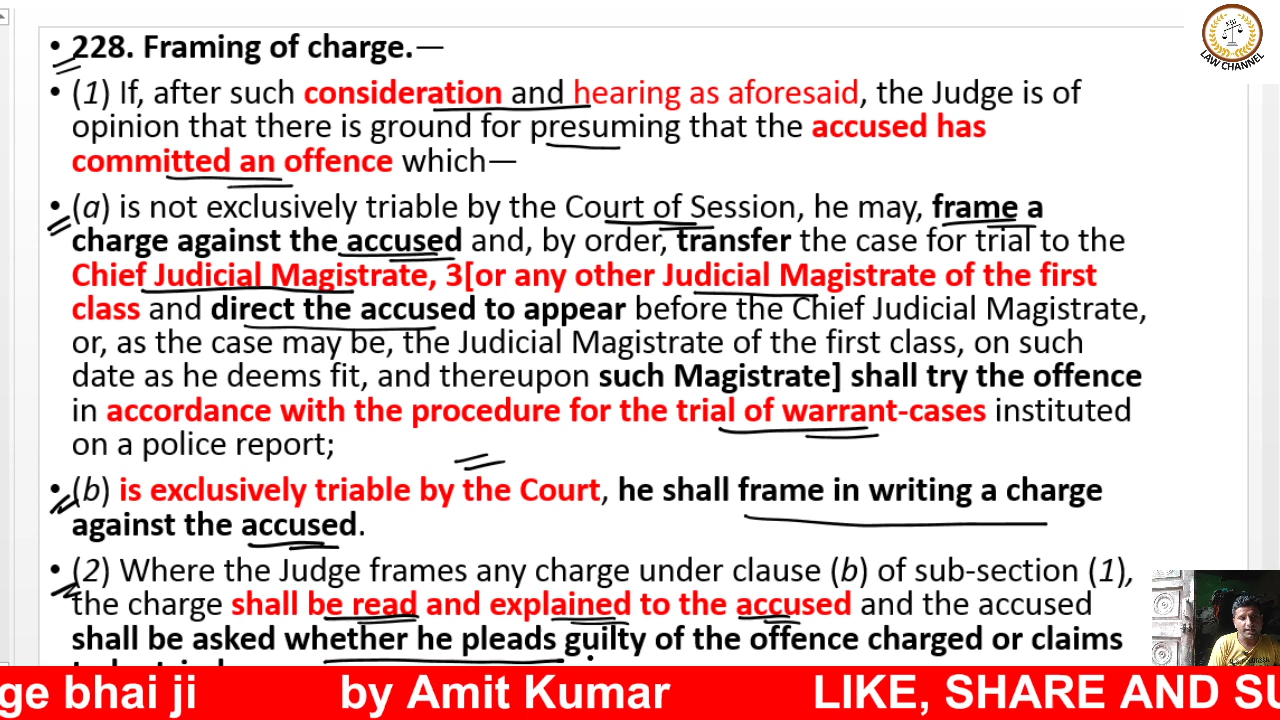 LAW CHANNEL
• 228. Framing of charge.—
• (1) If, after such consideration and hearing as aforesaid, the Judge is of
opinion that there is ground for presuming that the accused has
committed an offence which—
• (a) is not exclusively triable by the Court of Session, he may, frame a
charge against the accused and, by order, transfer the case for trial to the
Chief Judicial Magistrate, 3[or any other Judicial Magistrate of the first
class and direct the accused to appear before the Chief Judicial Magistrate,
or, as the case may be, the Judicial Magistrate of the first class, on such
date as he deems fit, and thereupon such Magistrate] shall try the offence
in accordance with the procedure for the trial of warrant-cases instituted
on a police report;
• (b) is exclusively triable by the Court, he shall frame in writing a charge
against the accused.
• (2) Where the Judge frames any charge under clause (b) of sub-section (1),
the charge shall be read and explained to the accused and the accused
shall be asked whether he pleads guilty of the offence charged or claims
ge bhai ji by Amit Kumar LIKE, SHARE AND SU